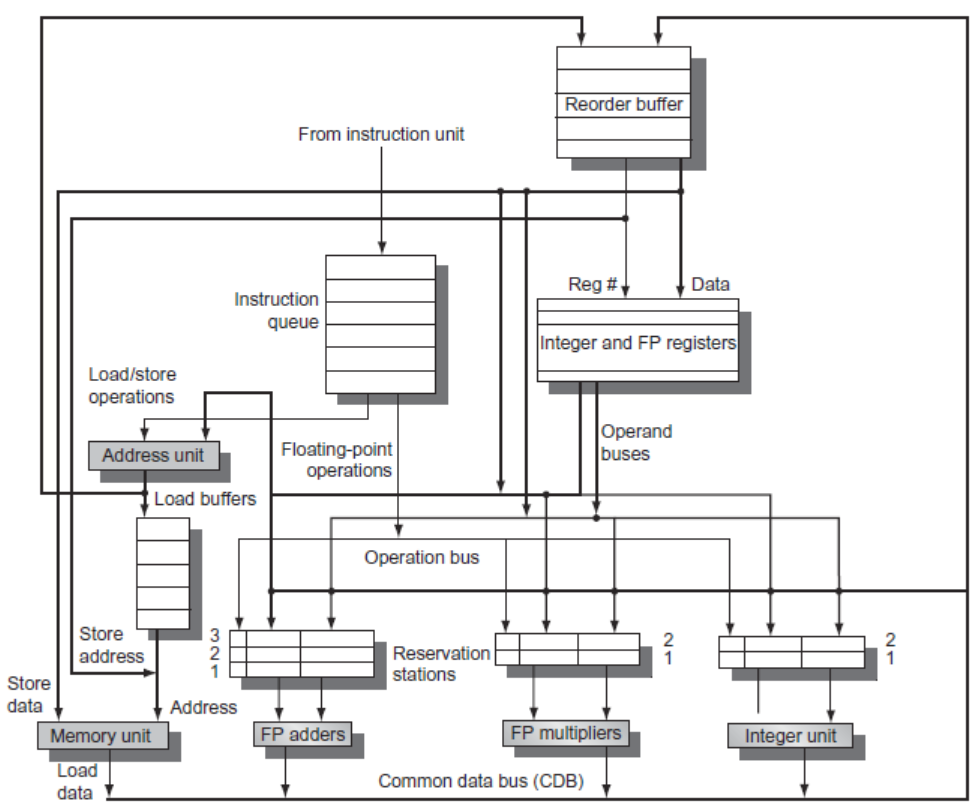 Reorder buffer
From instruction unit
Reg #
Data
Instruction
queue
Integer and FP registers
Load/store
operations
Operand
buses
Address unit
Floating-point
operations
Load buffers
Operation bus
Store
address
3
2
1
Reservation
stations
2
1
2
1
Store
data
Address
Memory unit
FP adders
FP multipliers
Integer unit
Load
data
Common data bus (CDB)